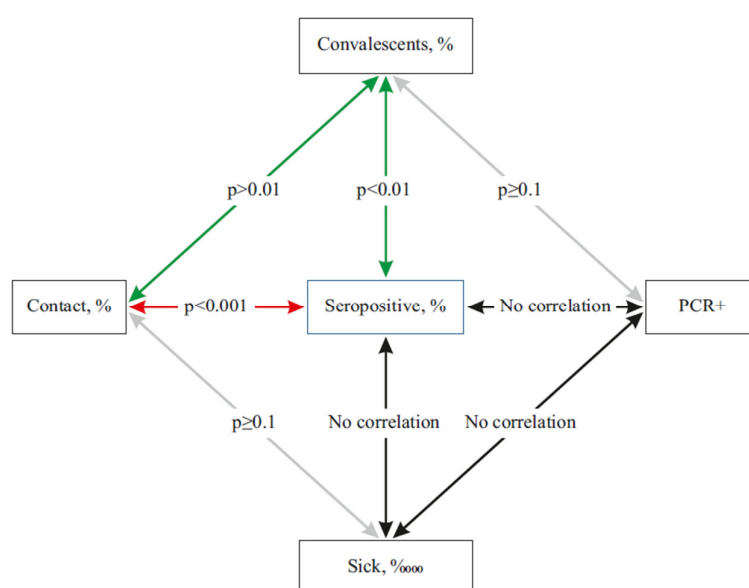 Convalescents, %
p>0.01
p<0.01
p≥0.1
Contact, %
p<0.001
Seropositive, %
No correlation
PCR+
p≥0.1
No correlation
No correlation
Sick, %₀₀₀₀